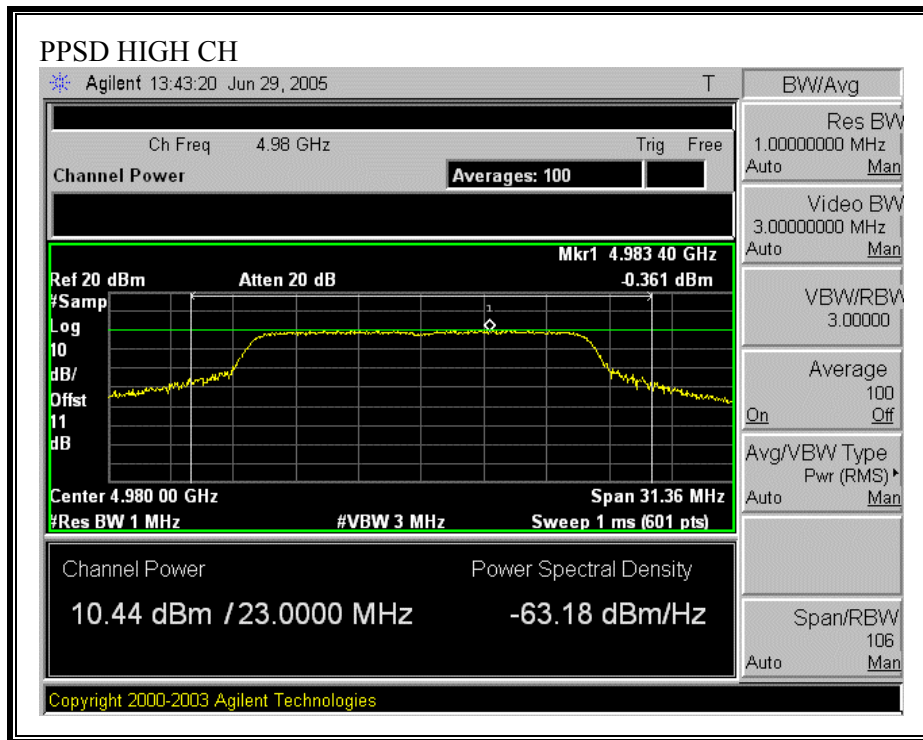 PPSD HIGH CH
Agilent 13:43:20 Jun 29, 2005 T
Ch Freq 4.98 GHz Trig Free
Channel Power Averages: 100
Mkr1 4.983 40 GHz
Ref 20 dBm Atten 20 dB -0.361 dBm
#Samp
Log
10
dB/
Offst
11
dB
1
Center 4.980 00 GHz Span 31.36 MHz
#Res BW 1 MHz #VBW 3 MHz Sweep 1 ms (601 pts)
Channel Power Power Spectral Density
10.44 dBm / 23.0000 MHz -63.18 dBm/Hz
Copyright 2000-2003 Agilent Technologies
BW/Avg
Res BW
1.00000000 MHz
Auto Man
Video BW
3.00000000 MHz
Auto Man
VBW/RBW
3.00000
Average
100
On Off
Avg/VBW Type
Pwr (RMS)
Auto Man
Span/RBW
106
Auto Man